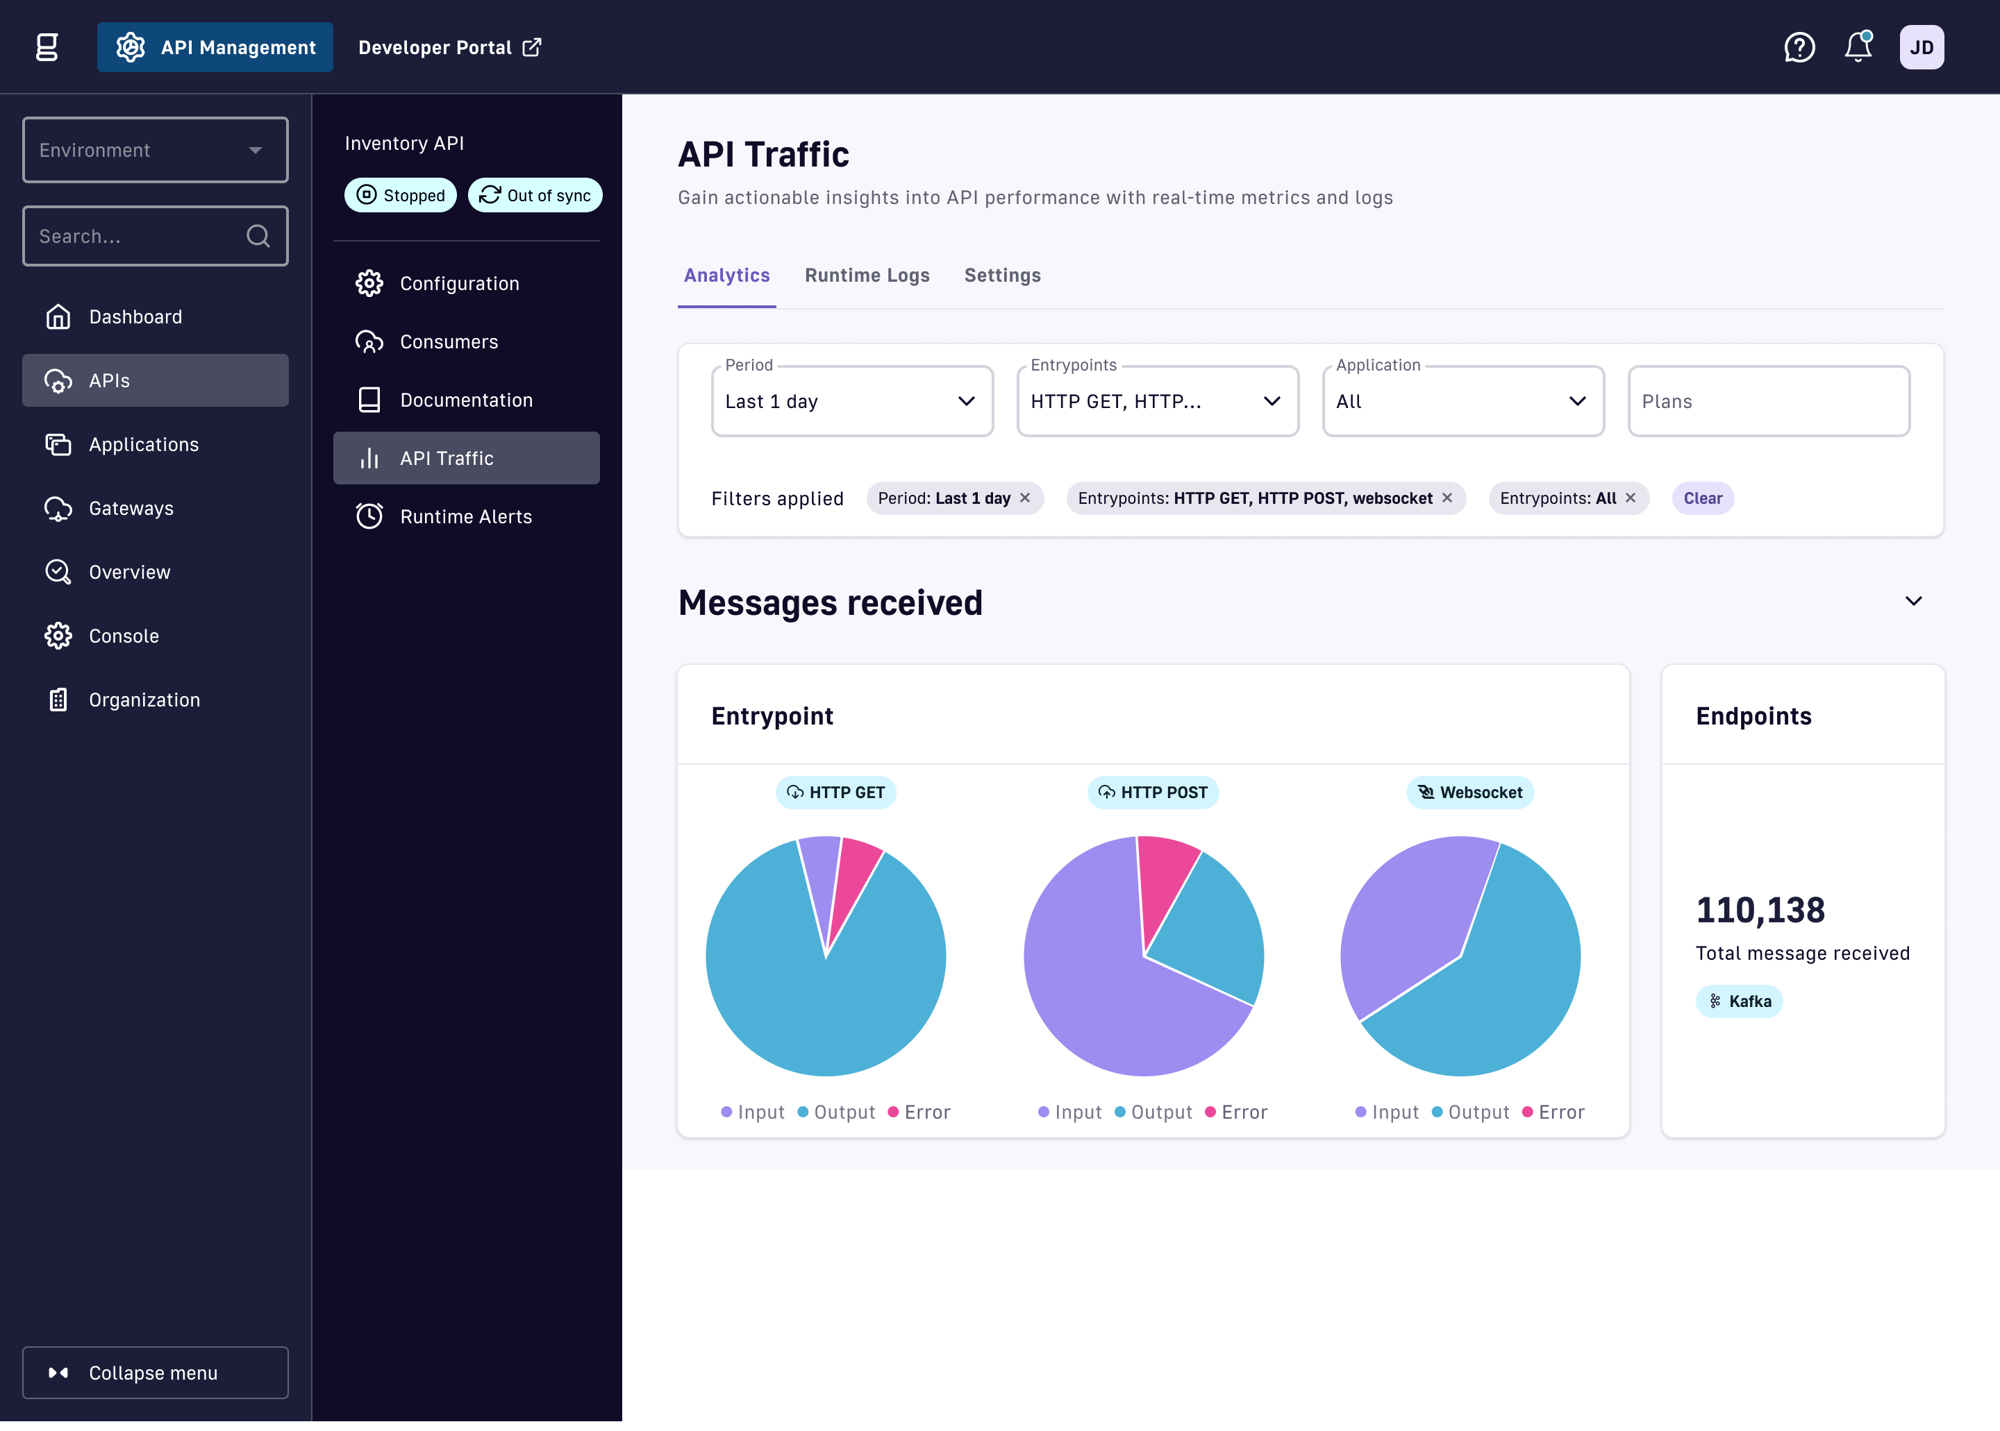 API Management
Developer Portal
JD
Environment
Search...
Dashboard
APIs
Applications
Gateways
Overview
Console
Organization
Collapse menu
Inventory API
Stopped
Out of sync
Configuration
Consumers
Documentation
API Traffic
Runtime Alerts
API Traffic
Gain actionable insights into API performance with real-time metrics and logs
Analytics
Runtime Logs
Settings
Period
Last 1 day
Entrypoints
HTTP GET, HTTP...
Application
All
Plans
Filters applied
Period: Last 1 day
Entrypoints: HTTP GET, HTTP POST, websocket
Entrypoints: All
Clear
Messages received
Entrypoint
HTTP GET
HTTP POST
Websocket
Input Output Error
Input Output Error
Input Output Error
Endpoints
110,138
Total message received
Kafka